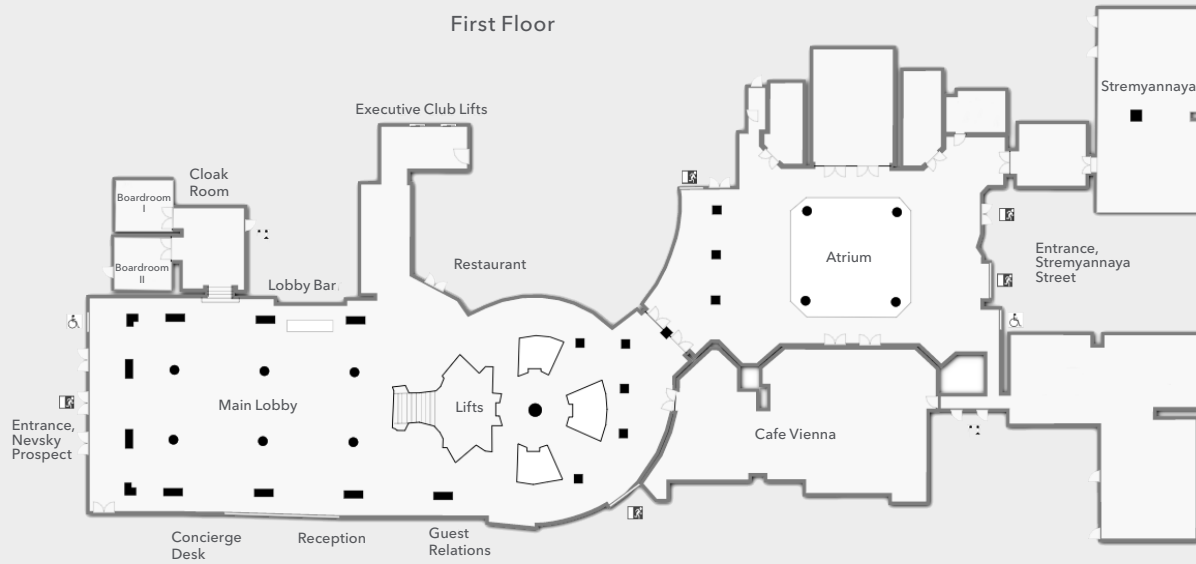 First Floor
Executive Club Lifts
Stremyannaya
Cloak
Room
Boardroom
I
Boardroom
II
Lobby Bar
Restaurant
Atrium
Entrance,
Stremyannaya
Street
Main Lobby
Lifts
Entrance,
Nevsky
Prospect
Cafe Vienna
Concierge
Desk
Reception
Guest
Relations